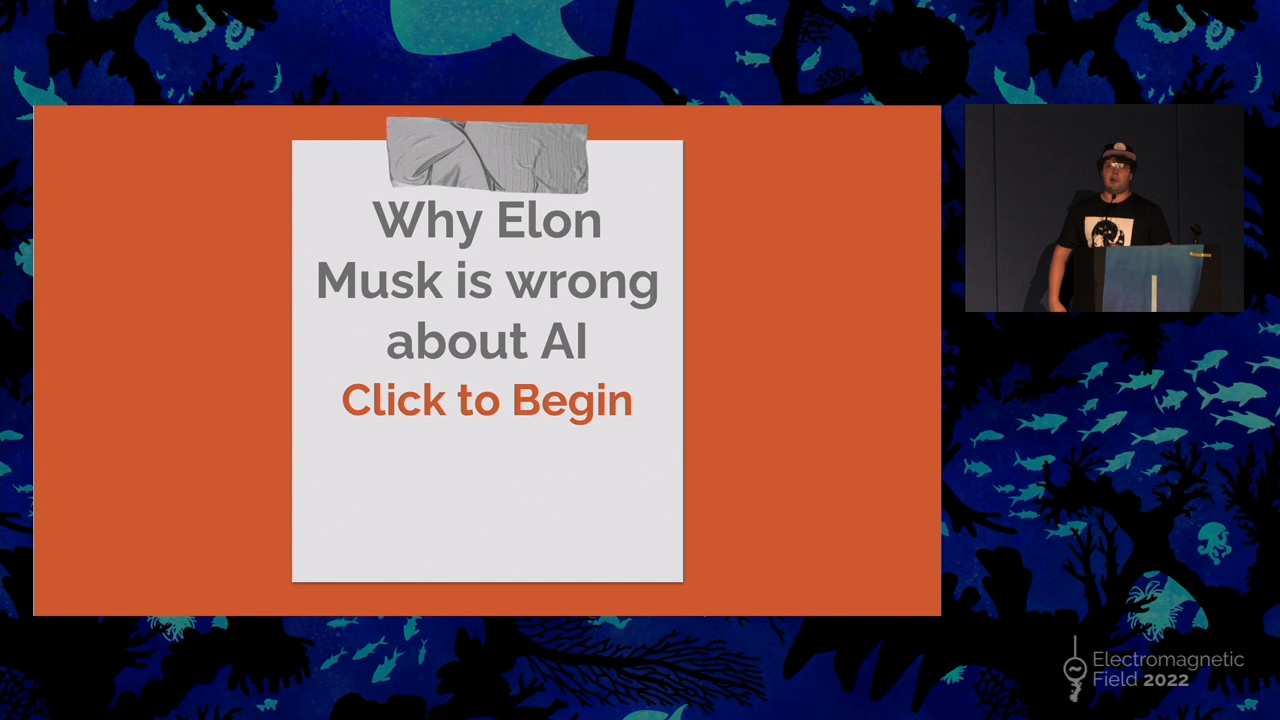 Why Elon
Musk is wrong
about AI
Click to Begin
Electromagnetic
Field 2022